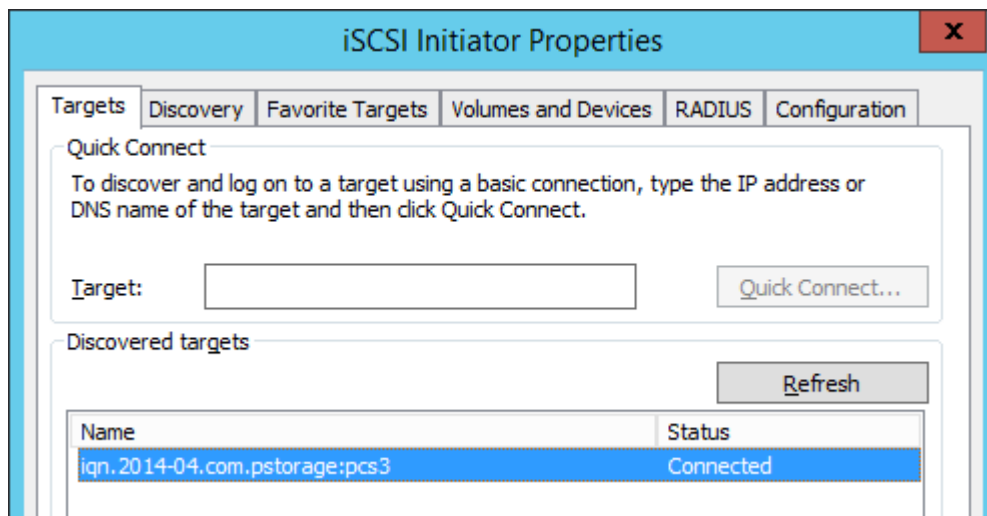 iSCSI Initiator Properties
x
Targets Discovery Favorite Targets Volumes and Devices RADIUS Configuration
Quick Connect
To discover and log on to a target using a basic connection, type the IP address or
DNS name of the target and then click Quick Connect.
Target: Quick Connect...
Discovered targets
Refresh
Name Status
iqn.2014-04.com.pstorage:pcs3 Connected